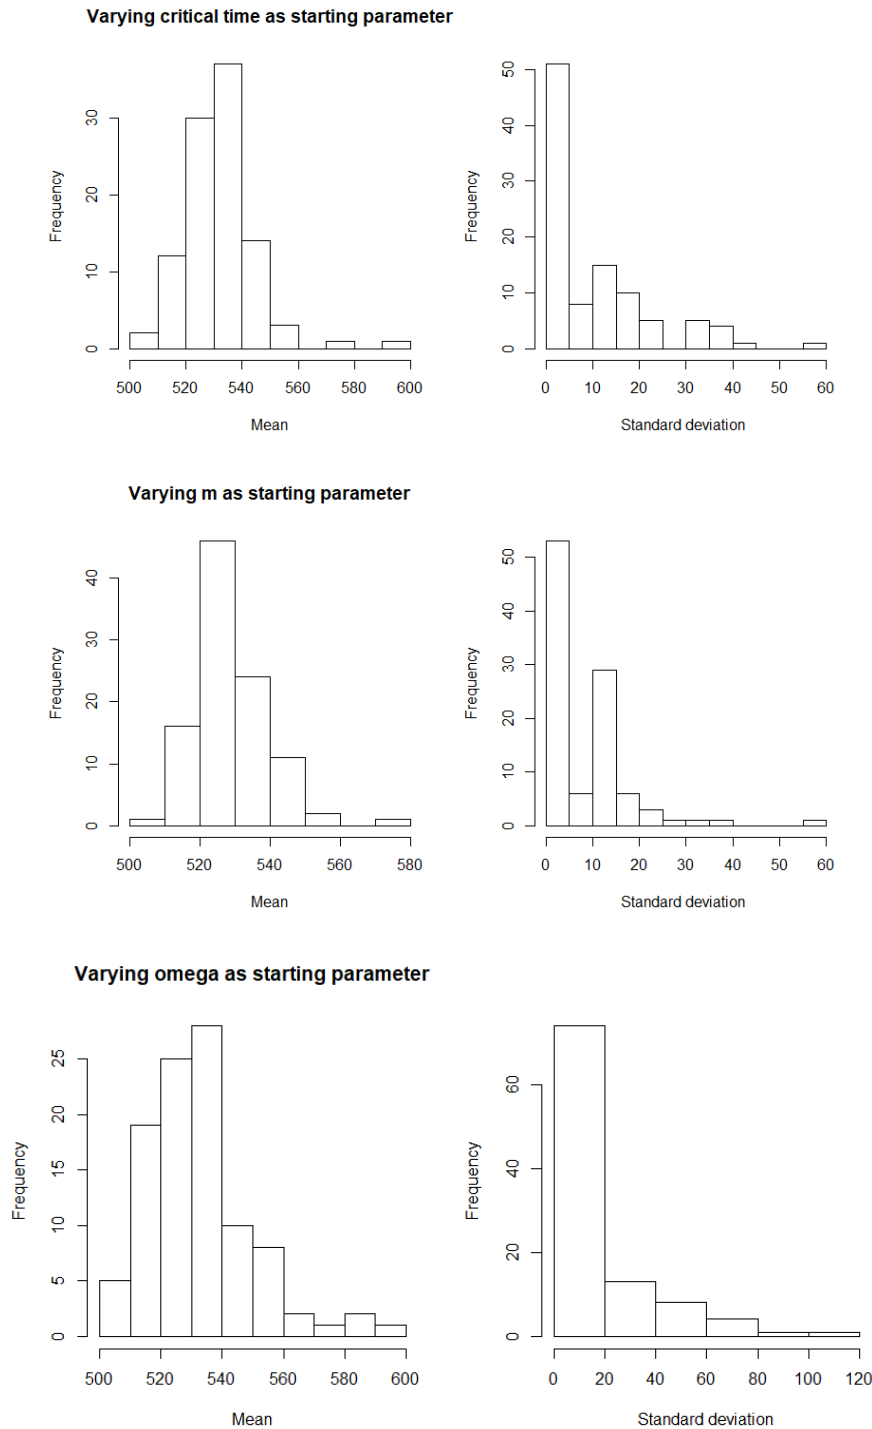 Varying critical time as starting parameter
Frequency
0 10 20 30
500 520 540 560 580 600
Mean
Frequency
0 10 20 30 40 50
0 10 20 30 40 50 60
Standard deviation
Varying m as starting parameter
Frequency
0 10 20 30 40
500 520 540 560 580
Mean
Frequency
0 10 20 30 40 50
0 10 20 30 40 50 60
Standard deviation
Varying omega as starting parameter
Frequency
0 5 10 15 20 25
500 520 540 560 580 600
Mean
Frequency
0 20 40 60
0 20 40 60 80 100 120
Standard deviation